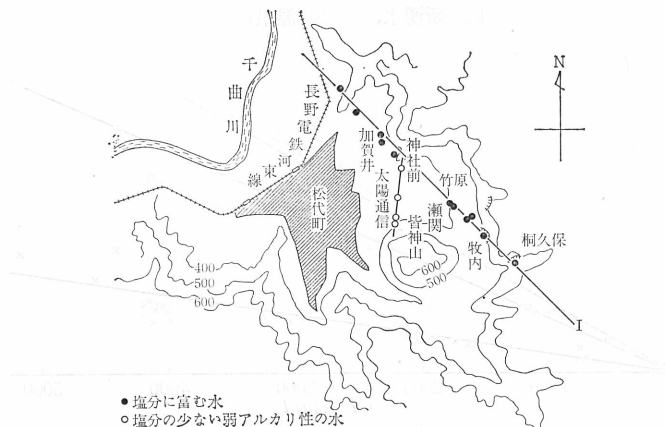 千曲川
長野電鉄河東線
松代町
加賀井
神社前
太陽通信
竹原
瀬関
皆神山
牧内
桐久保
N
I
400
500
600
600
500
●塩分に富む水
○塩分の少ない弱アルカリ性の水